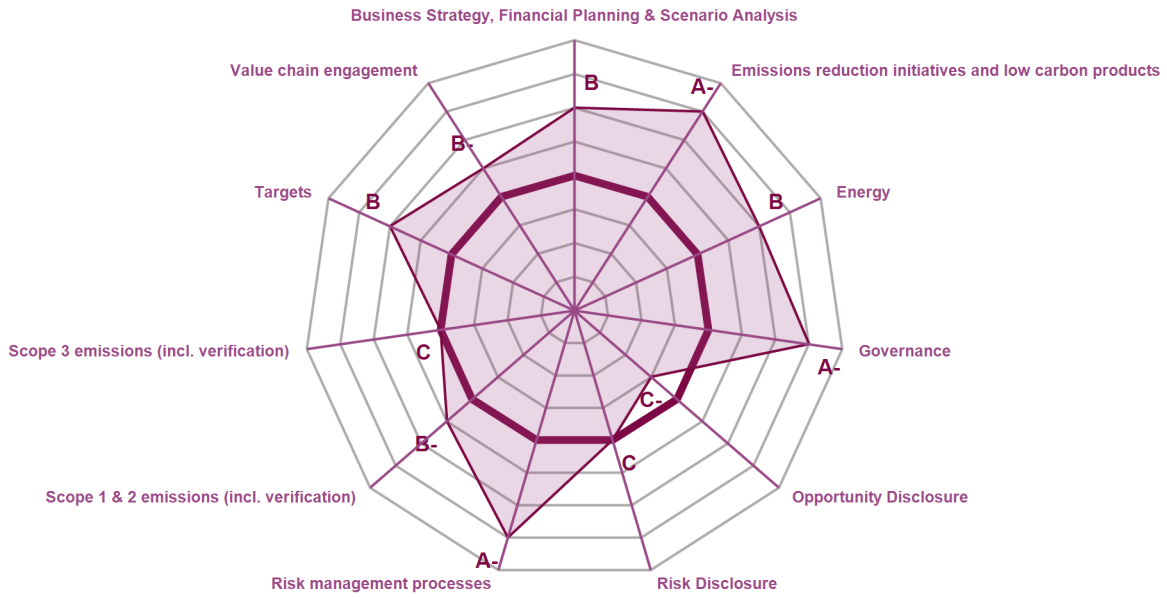 Business Strategy, Financial Planning & Scenario Analysis
Value chain engagement
Emissions reduction initiatives and low carbon products
B
A-
B-
Targets
B
B
Energy
Scope 3 emissions (incl. verification)
C
Governance
A-
C-
B-
C
Scope 1 & 2 emissions (incl. verification)
Opportunity Disclosure
A-
Risk management processes
Risk Disclosure